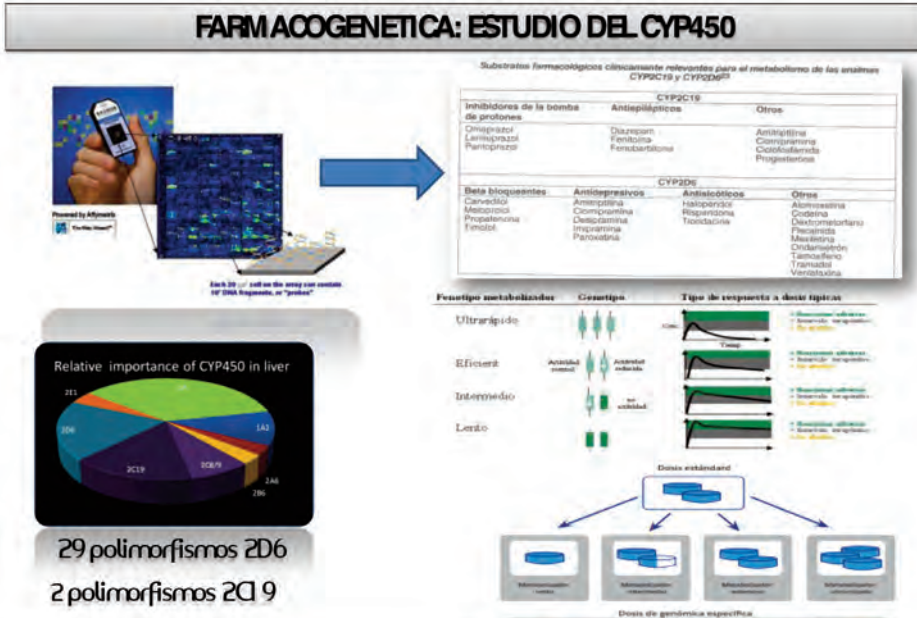 FARMACOGENETICA: ESTUDIO DEL CYP450
Powered by Affymetrix
Each 20 cell on the array can contain
DNA fragments, or "probes"
Substratos farmacológicos clínicamente relevantes para el metabolismo de las enzimas
CYP2C19 y CYP2D6
CYP2C19
Inhibidores de la bomba de protones
Antiepilépticos
Otros
Omeprazol
Lansoprazol
Pantoprazol
Diazepam
Fenitoína
Fenobarbitona
Amitriptilina
Clomipramina
Ciclofosfamida
Progesterona
CYP2D6
Beta bloqueantes
Antidepresivos
Antisicóticos
Otros
Carvedilol
Metoprolol
Propafenona
Timolol
Amitriptilina
Clomipramina
Desipramina
Imipramina
Paroxetina
Haloperidol
Risperidona
Tioridacina
Atomoxetina
Codeína
Dextrometorfano
Flecainida
Mexiletina
Ondansetrón
Tamoxifeno
Tramadol
Venlafaxina
Relative importance of CYP450 in liver
2E1
2D6
2C19
2C8/9
2B6
2A6
1A2
29 polimorfismos 2D6
2 polimorfismos 2C19
Fenotipo metabolizador Genotipo Tipo de respuesta a dosis típicas
Ultrarápido
Tiemp.
Eficient
Actividad normal
Actividad reducida
Intermedio
no actividad
Lento
Dosis estándard
Dosis de genómica específica